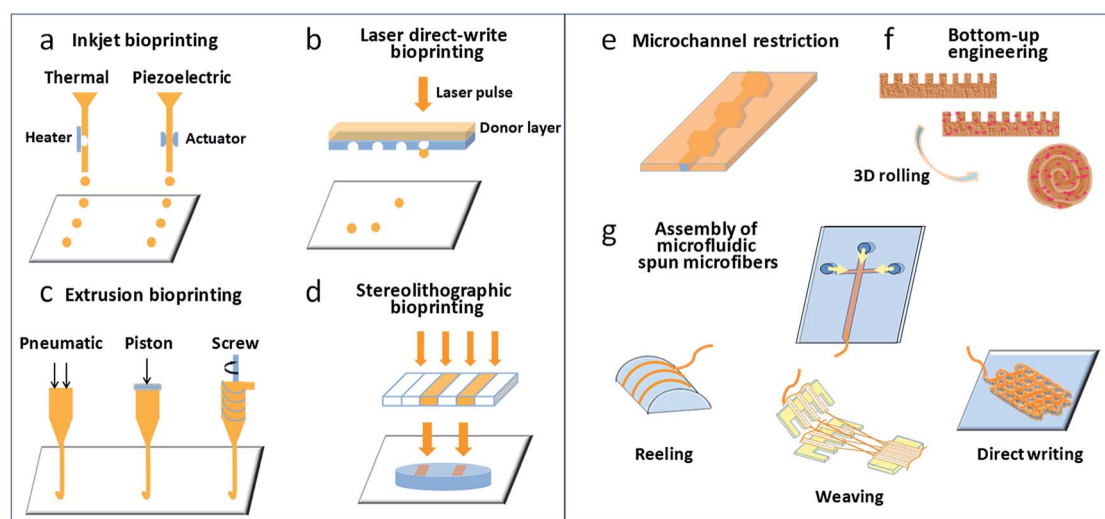 a Inkjet bioprinting
Thermal Piezoelectric
Heater Actuator
b Laser direct-write
bioprinting
Laser pulse
Donor layer
c Extrusion bioprinting
Pneumatic Piston Screw
d Stereolithographic
bioprinting
e Microchannel restriction
f Bottom-up
engineering
3D rolling
g Assembly of
microfluidic
spun microfibers
Reeling
Weaving
Direct writing